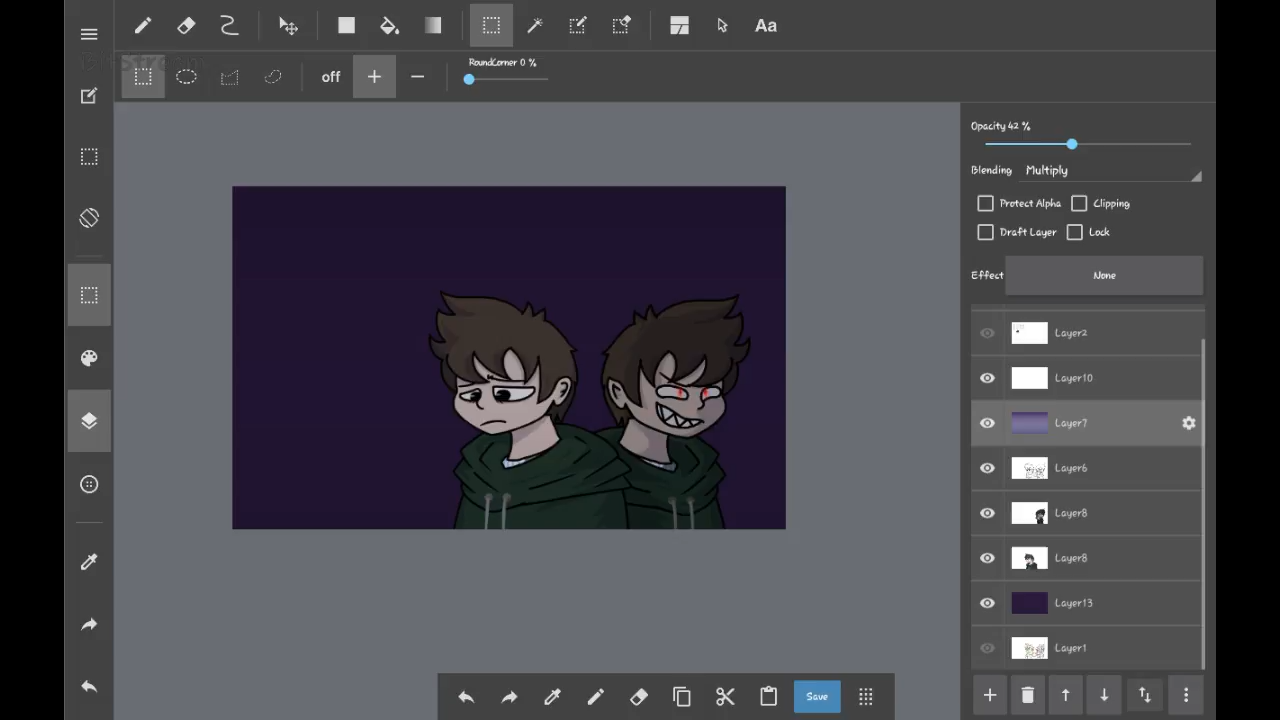 Aa
off
RoundCorner 0 %
Opacity 42 %
Blending Multiply
Protect Alpha Clipping
Draft Layer Lock
Effect None
Layer2
Layer10
Layer7
Layer6
Layer8
Layer8
Layer13
Layer1
Save